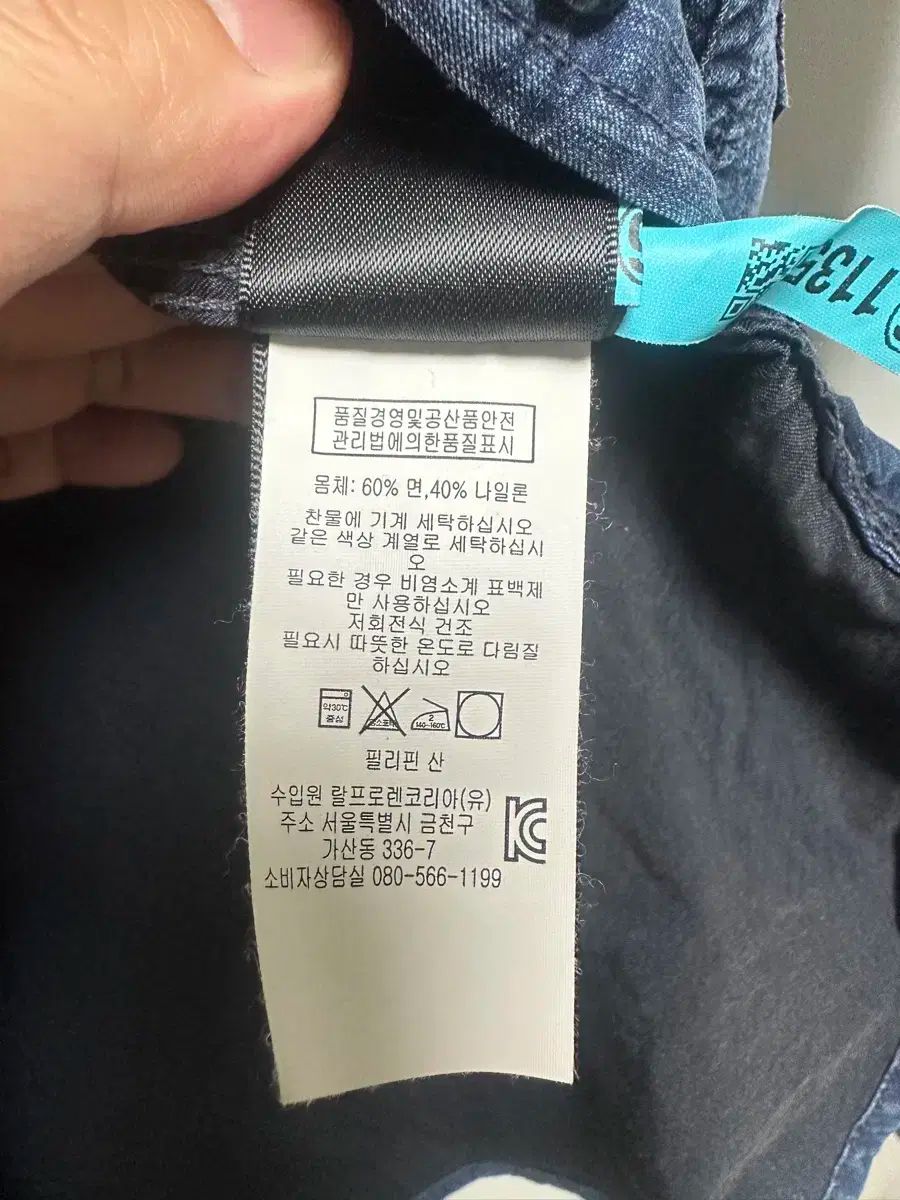 품질경영및공산품안전
관리법에의한품질표시
몸체: 60% 면,40% 나일론
찬물에 기계 세탁하십시오
같은 색상 계열로 세탁하십시
오
필요한 경우 비염소계 표백제
만 사용하십시오
저회전식 건조
필요시 따뜻한 온도로 다림질
하십시오
약30℃
중성
염소표백
2
140-160℃
필리핀 산
수입원 랄프로렌코리아(유)
주소 서울특별시 금천구
가산동 336-7
소비자상담실 080-566-1199
KC